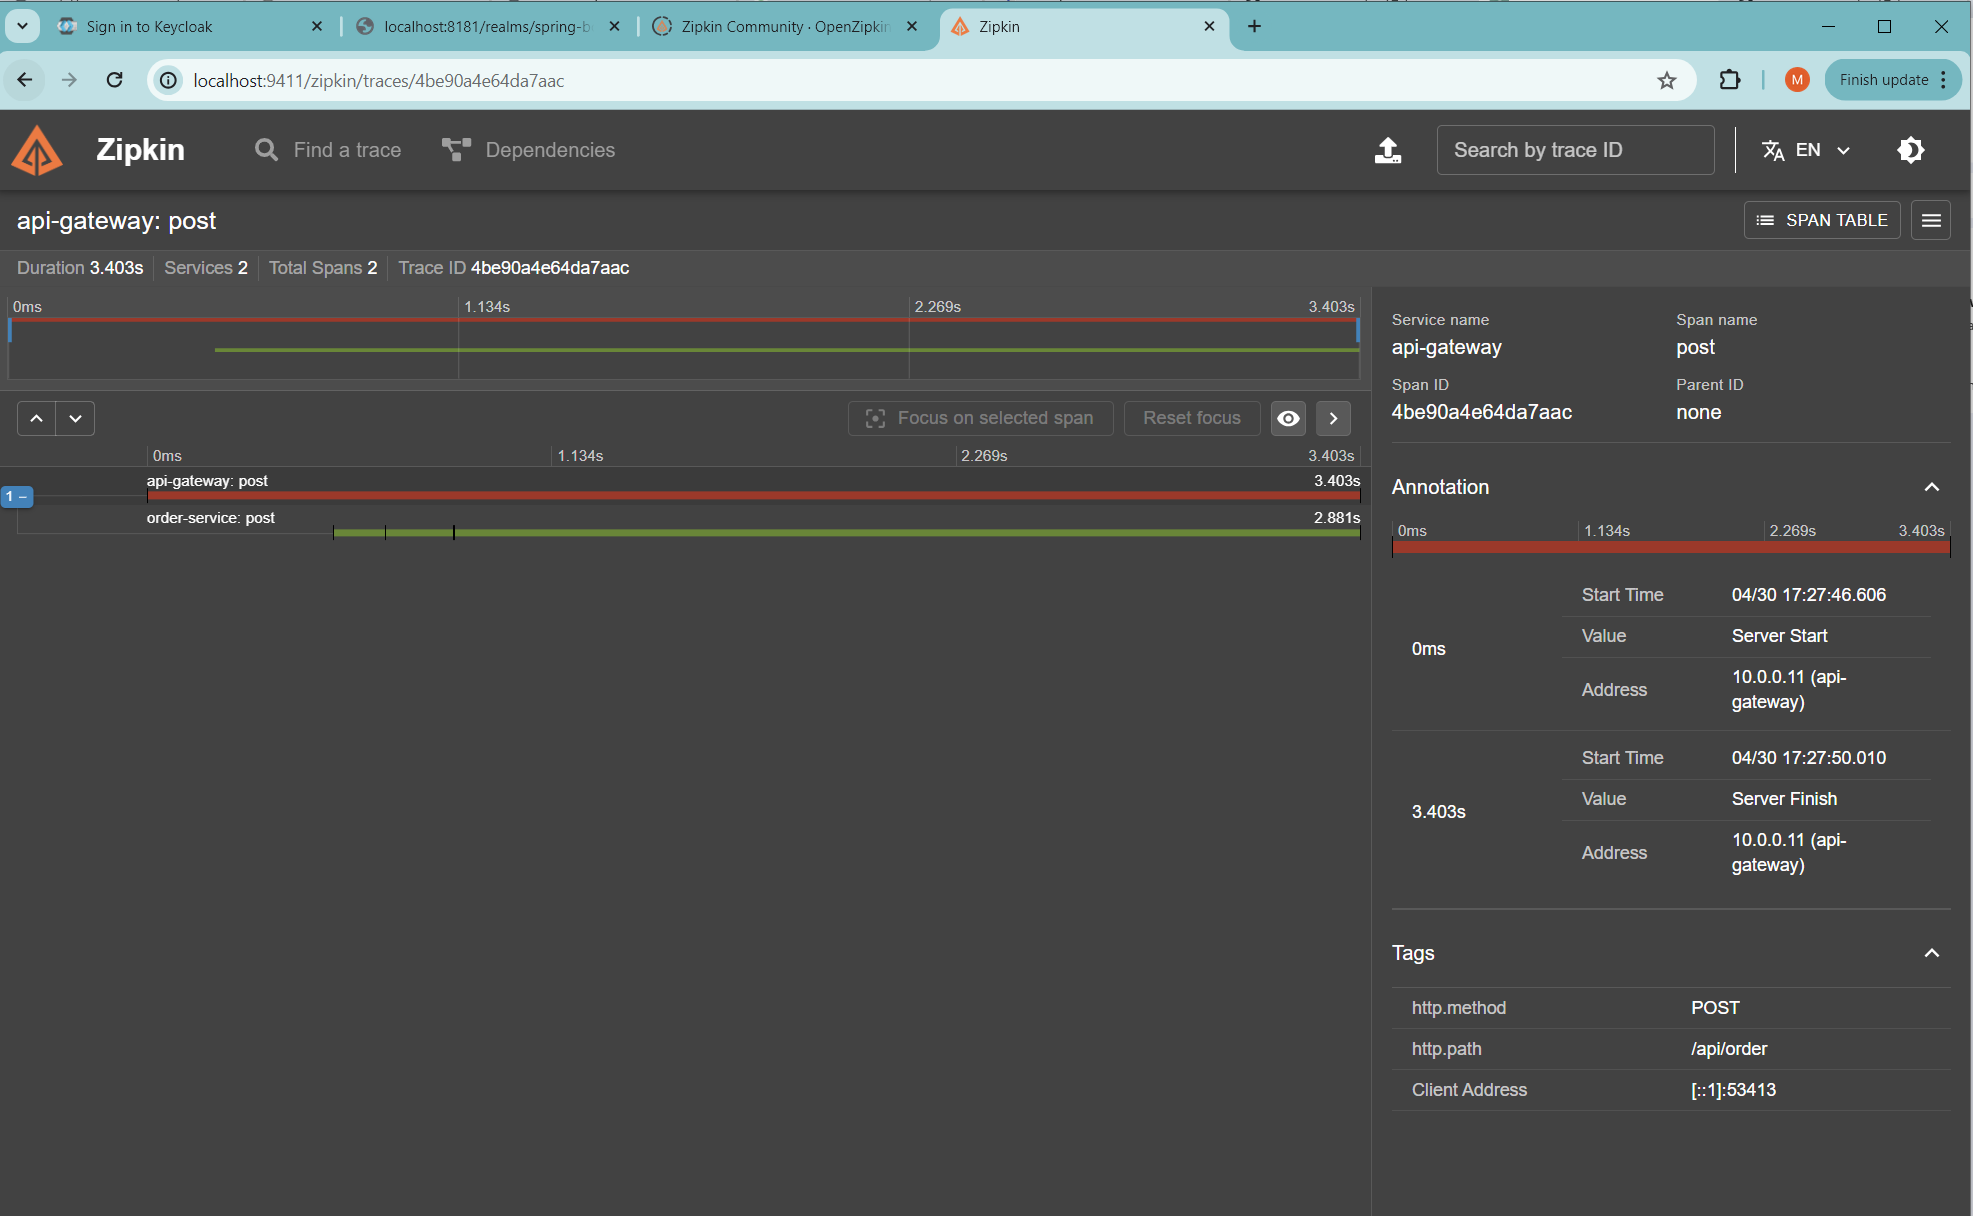 Sign in to Keycloak
localhost:8181/realms/spring-b
Zipkin Community · OpenZipkin
Zipkin
localhost:9411/zipkin/traces/4be90a4e64da7aac
M
Finish update
Zipkin
Find a trace
Dependencies
Search by trace ID
EN
api-gateway: post
SPAN TABLE
Duration 3.403s
Services 2
Total Spans 2
Trace ID 4be90a4e64da7aac
0ms 1.134s 2.269s 3.403s
Focus on selected span
Reset focus
0ms 1.134s 2.269s 3.403s
api-gateway: post 3.403s
1 –
order-service: post 2.881s
Service name Span name
api-gateway post
Span ID Parent ID
4be90a4e64da7aac none
Annotation
0ms 1.134s 2.269s 3.403s
Start Time 04/30 17:27:46.606
Value Server Start
0ms
Address 10.0.0.11 (api-
gateway)
Start Time 04/30 17:27:50.010
Value Server Finish
3.403s
Address 10.0.0.11 (api-
gateway)
Tags
http.method POST
http.path /api/order
Client Address [::1]:53413